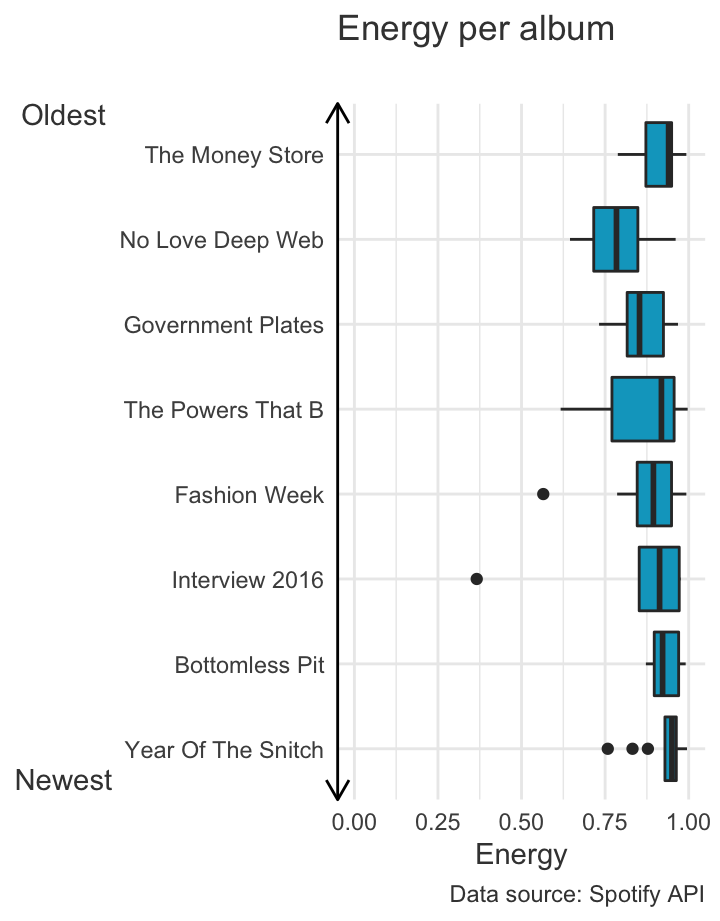 Energy per album
Oldest
The Money Store
No Love Deep Web
Government Plates
The Powers That B
Fashion Week
Interview 2016
Bottomless Pit
Year Of The Snitch
Newest
0.00 0.25 0.50 0.75 1.00
Energy
Data source: Spotify API